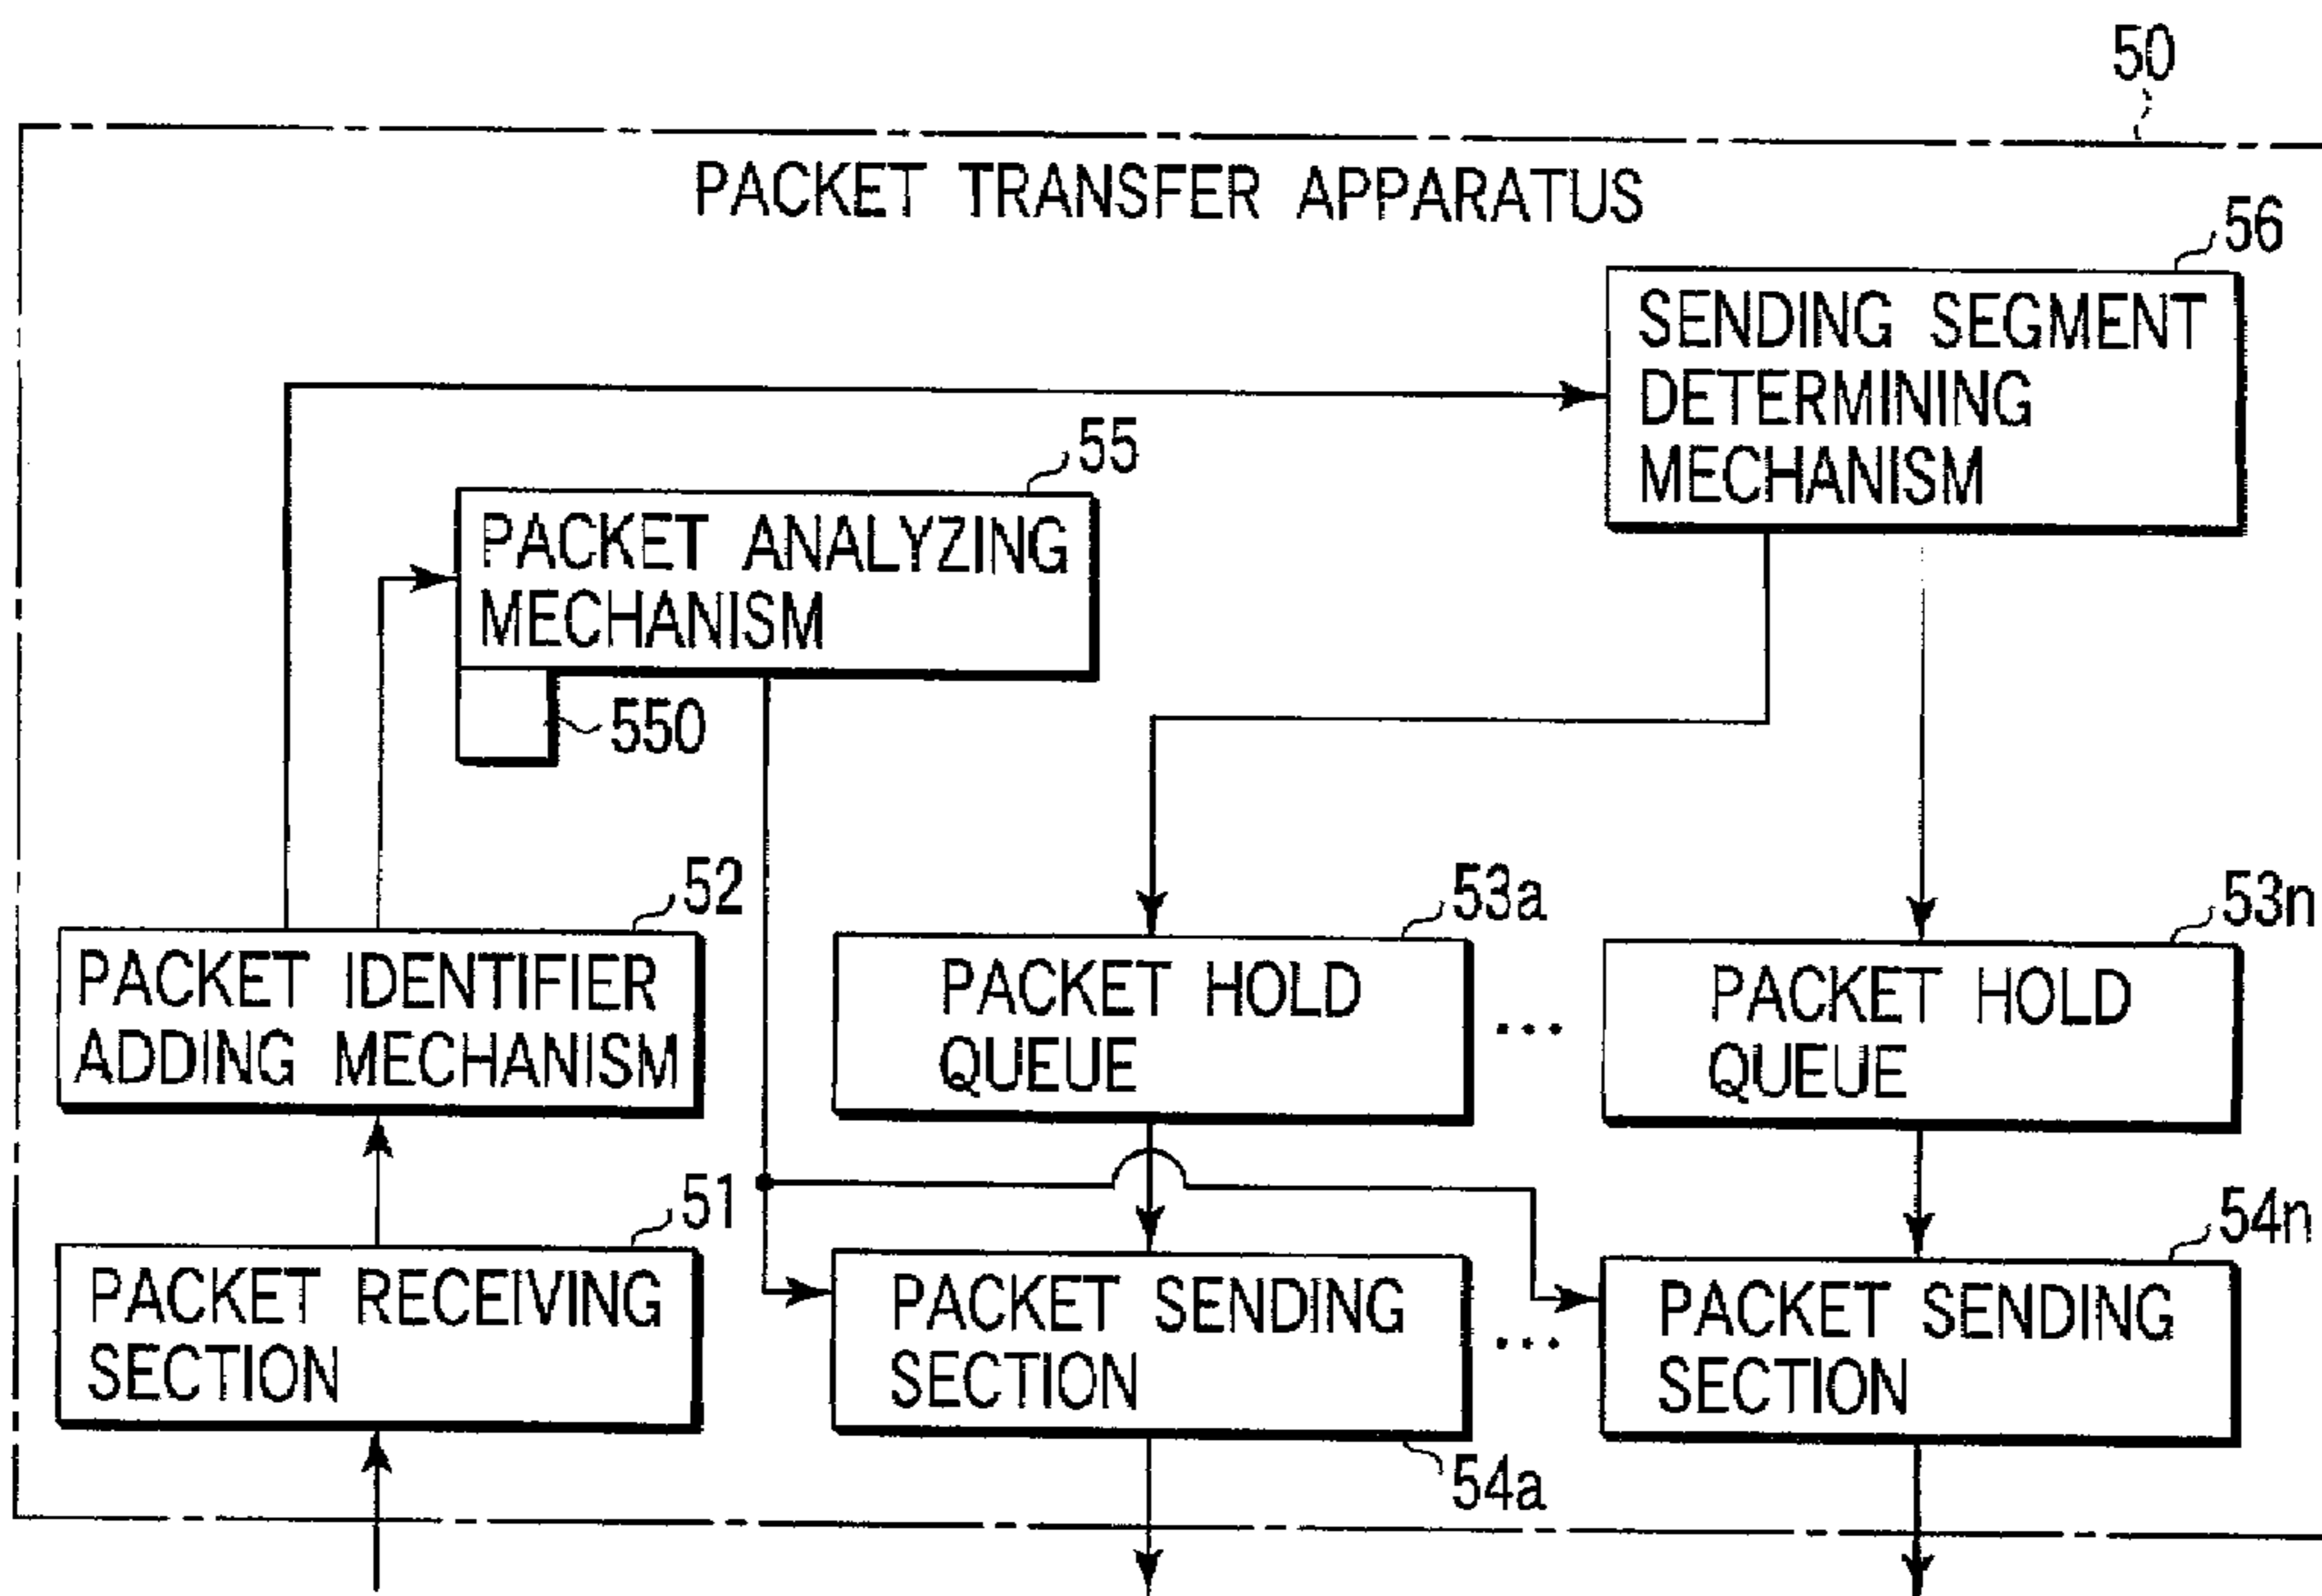 50
PACKET TRANSFER APPARATUS
56
SENDING SEGMENT
DETERMINING
MECHANISM
55
PACKET ANALYZING
MECHANISM
550
52
PACKET IDENTIFIER
ADDING MECHANISM
53a
PACKET HOLD
QUEUE
...
53n
PACKET HOLD
QUEUE
51
PACKET RECEIVING
SECTION
PACKET SENDING
SECTION
54a
...
54n
PACKET SENDING
SECTION